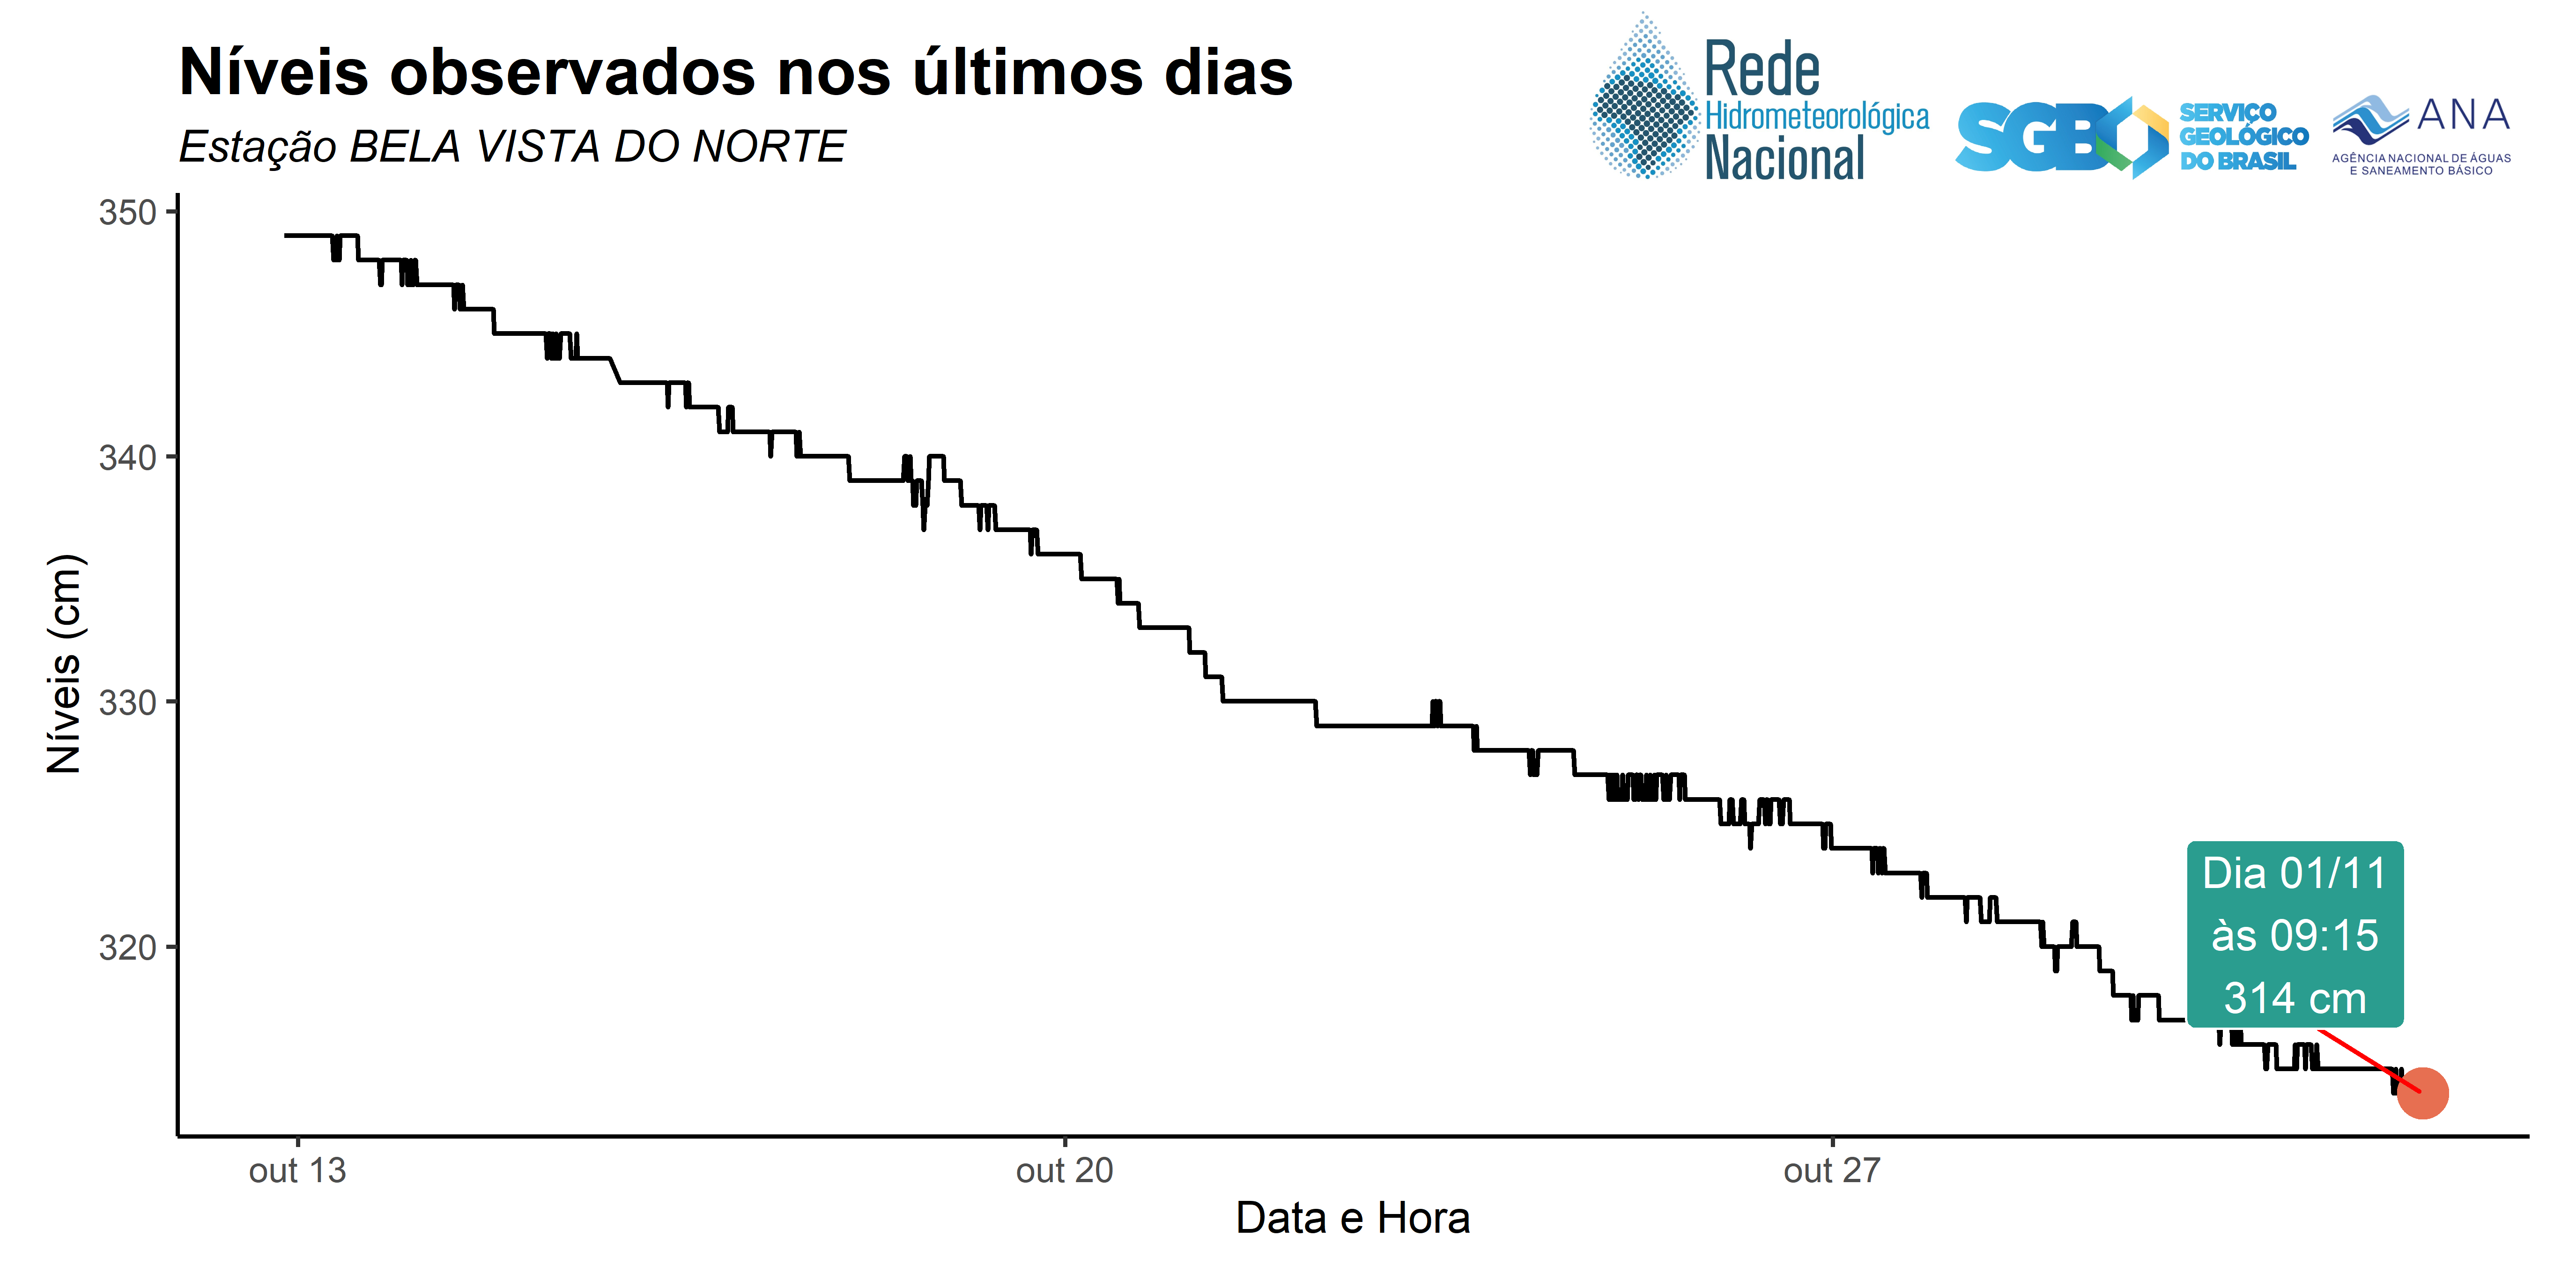 Níveis observados nos últimos dias
Estação BELA VISTA DO NORTE
Rede
Hidrometeorológica
Nacional
SGB
SERVIÇO
GEOLÓGICO
DO BRASIL
ANA
AGÊNCIA NACIONAL DE ÁGUAS
E SANEAMENTO BÁSICO
Níveis (cm)
350
340
330
320
Dia 01/11
às 09:15
314 cm
out 13
out 20
out 27
Data e Hora